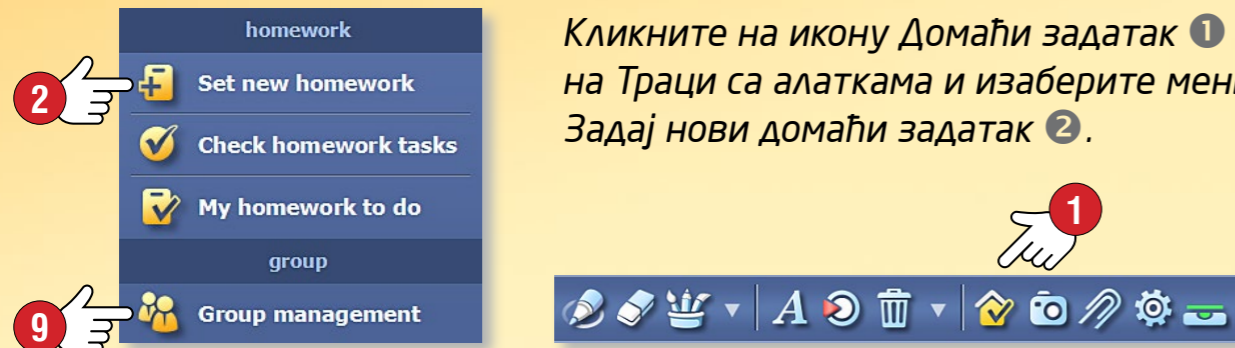 homework
2
Set new homework
Check homework tasks
My homework to do
group
9
Group management
Кликните на икону Домаћи задатак 1
на Траци са алаткама и изаберите
Задај нови домаћи задатак 2.
1
A